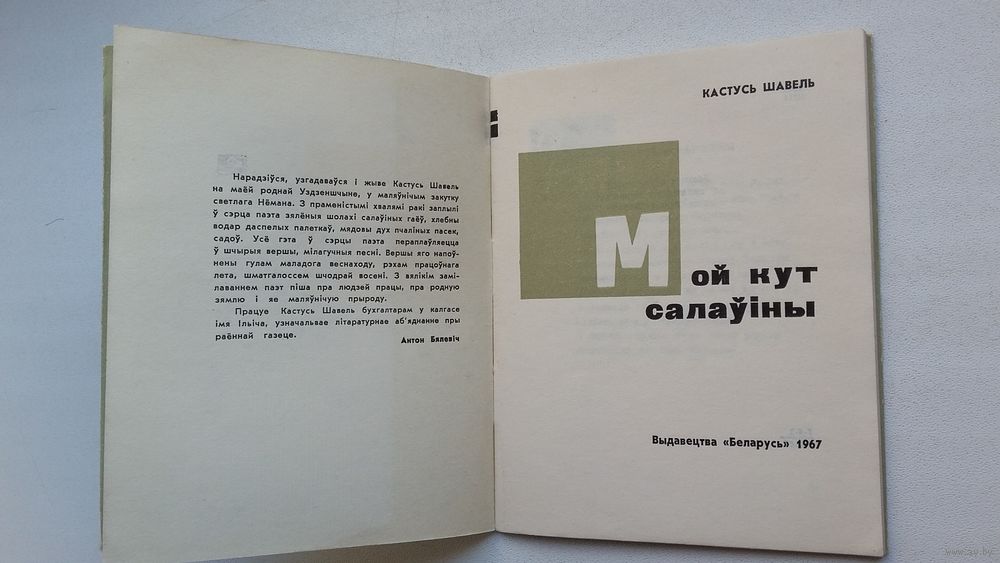 Нарадзіўся, узгадаваўся і жыве Кастусь Шавель
на маёй роднай Уздзеншчыне, у маляўнічым закутку
светлага Нёмана. З праменістымі хвалямі ракі заплылі
ў сэрца паэта зялёныя шолахі салаўіных гаёў, хлебны
водар даспелых палеткаў, мядовы дух пчаліных пасек,
садоў. Усё гэта ў сэрцы паэта пераплаўляецца
ў шчырыя вершы, мілагучныя песні. Вершы яго напоў-
нены гулам маладога веснаходу, рэхам працоўнага
лета, шматгалоссем шчодрай восені. З вялікім замі-
лаваннем паэт піша пра людзей працы, пра родную
зямлю і яе маляўнічую прыроду.
Працуе Кастусь Шавель бухгалтарам у калгасе
імя Ільіча, узначальвае літаратурнае аб'яднанне пры
раённай газеце.
Антон Бялевіч
КАСТУСЬ ШАВЕЛЬ
Мой кут
салаўіны
Выдавецтва «Беларусь» 1967
www.ay.by